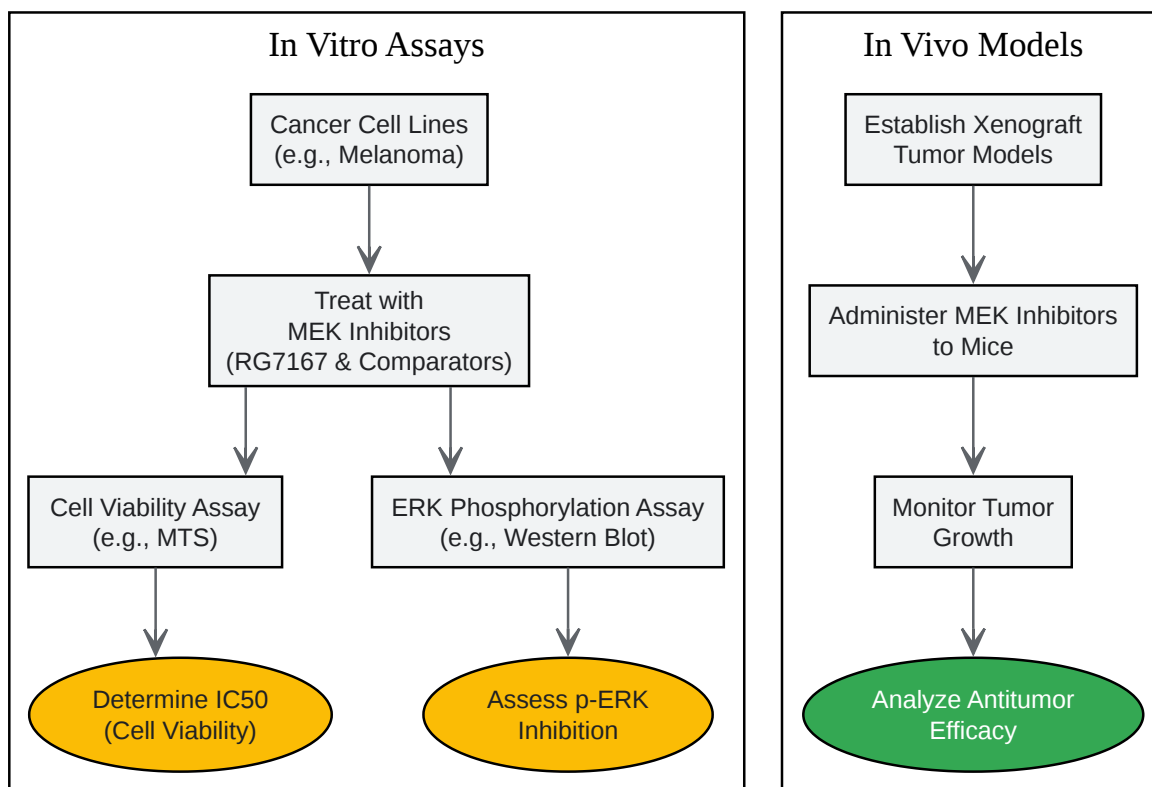 In Vitro Assays
Cancer Cell Lines
(e.g., Melanoma)
Treat with
MEK Inhibitors
(RG7167 & Comparators)
Cell Viability Assay
(e.g., MTS)
ERK Phosphorylation Assay
(e.g., Western Blot)
Determine IC50
(Cell Viability)
Assess p-ERK
Inhibition
In Vivo Models
Establish Xenograft
Tumor Models
Administer MEK Inhibitors
to Mice
Monitor Tumor
Growth
Analyze Antitumor
Efficacy